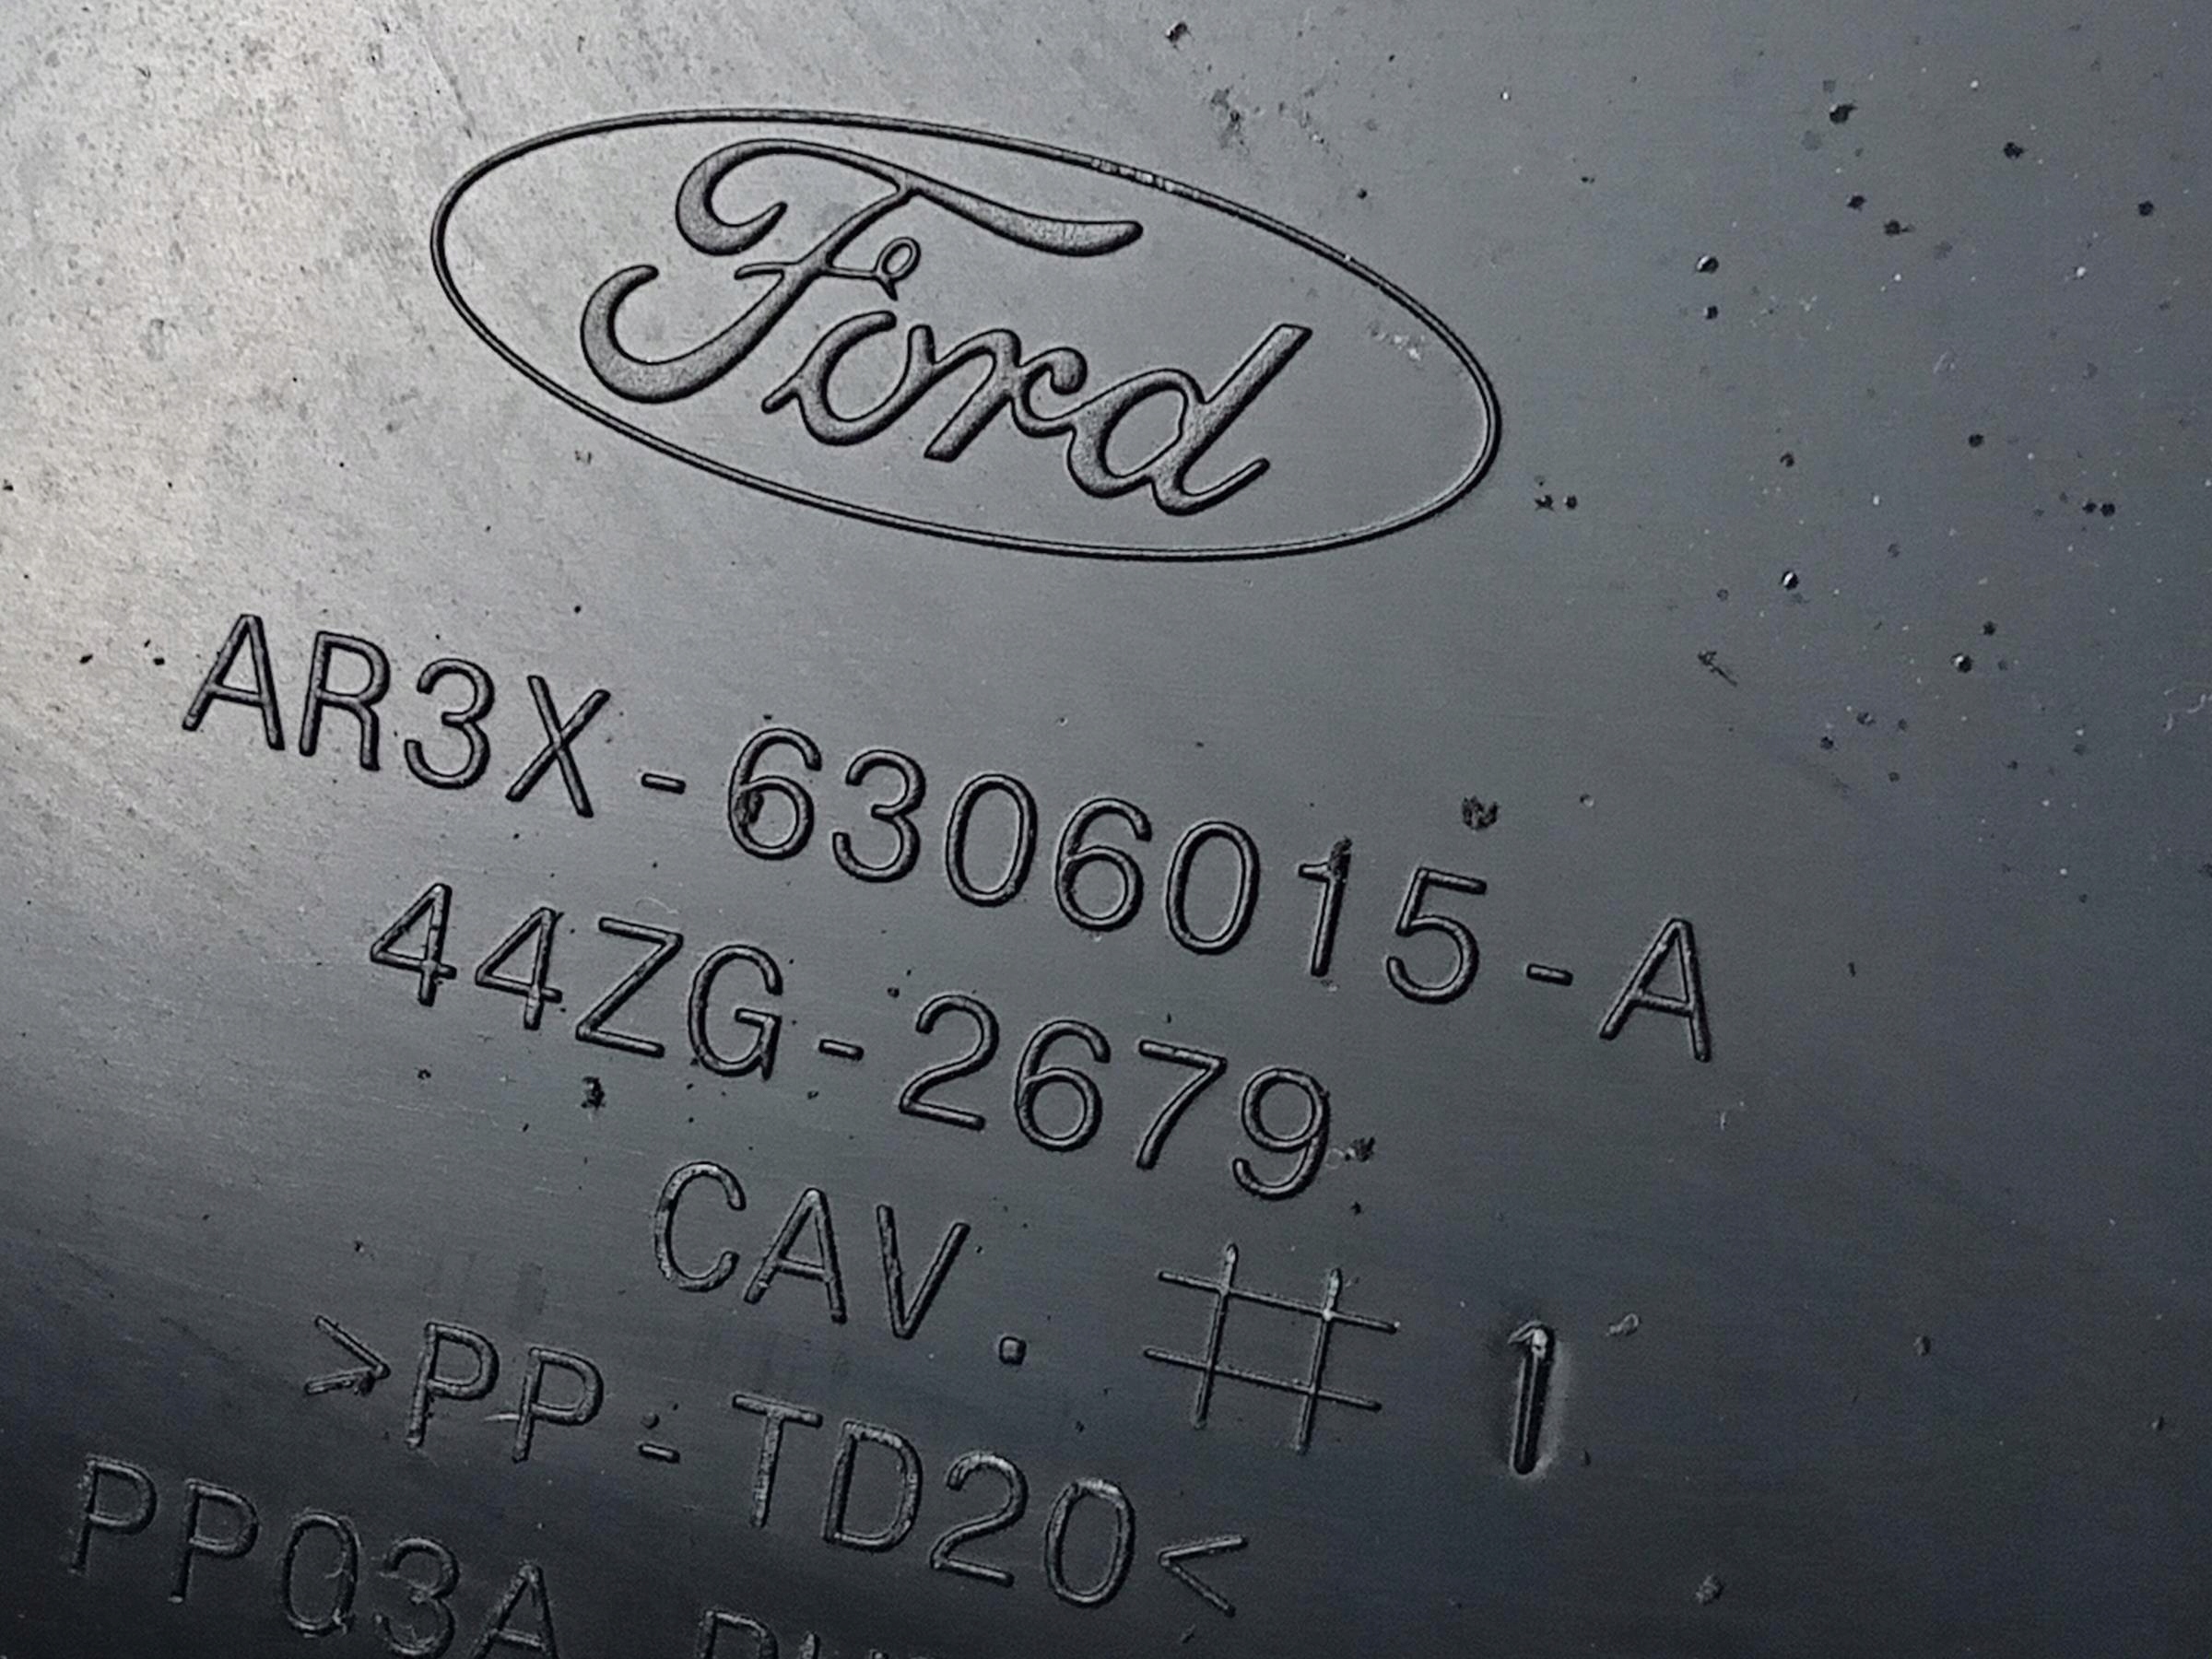 Ford
AR3X-6306015-A
44ZG-2679
CAV. # 1
>PP-TD20<
PP03A